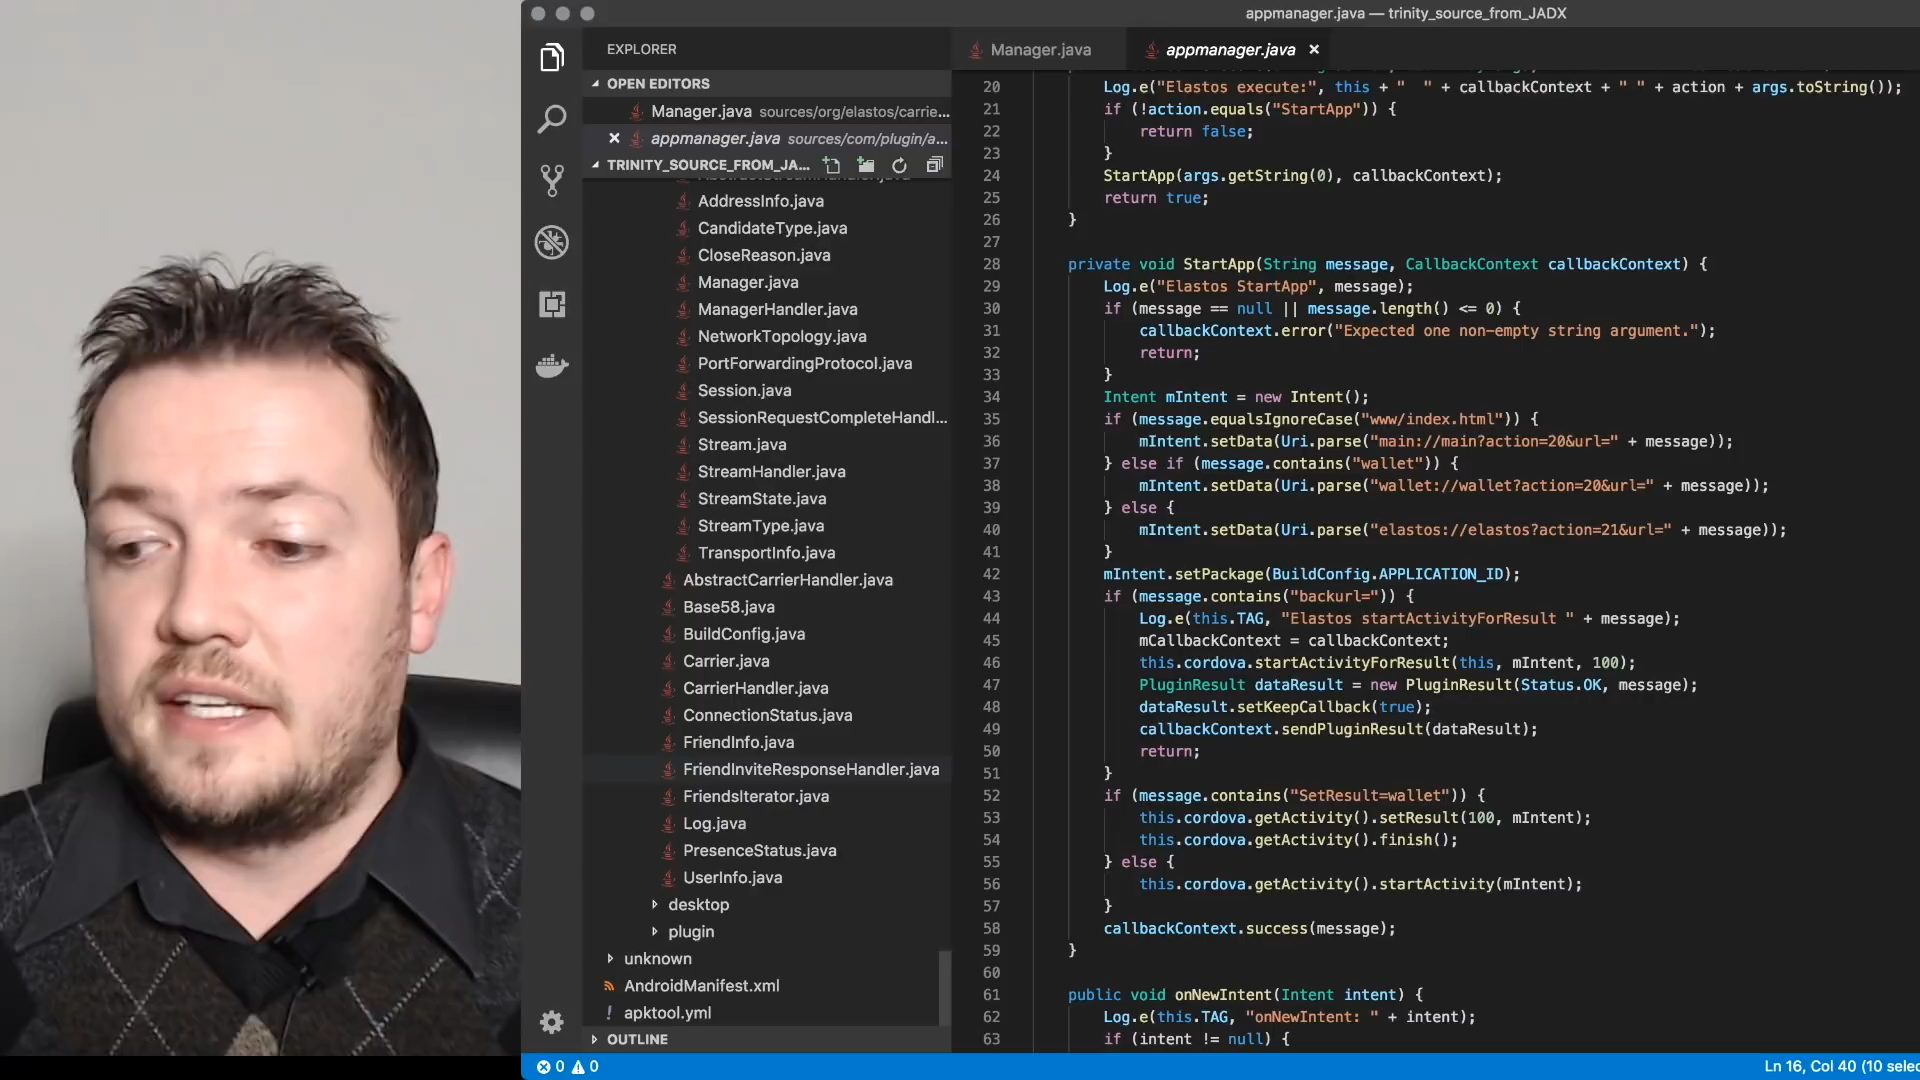 appmanager.java — trinity_source_from_JADX
EXPLORER
OPEN EDITORS
Manager.java sources/org/elastos/carrie...
appmanager.java sources/com/plugin/a...
TRINITY_SOURCE_FROM_JA...
AddressInfo.java
CandidateType.java
CloseReason.java
Manager.java
ManagerHandler.java
NetworkTopology.java
PortForwardingProtocol.java
Session.java
SessionRequestCompleteHandl...
Stream.java
StreamHandler.java
StreamState.java
StreamType.java
TransportInfo.java
AbstractCarrierHandler.java
Base58.java
BuildConfig.java
Carrier.java
CarrierHandler.java
ConnectionStatus.java
FriendInfo.java
FriendInviteResponseHandler.java
FriendsIterator.java
Log.java
PresenceStatus.java
UserInfo.java
desktop
plugin
unknown
AndroidManifest.xml
! apktool.yml
OUTLINE
Manager.java appmanager.java ×
20 Log.e("Elastos execute:", this + "  " + callbackContext + " " + action + args.toString());
21 if (!action.equals("StartApp")) {
22 return false;
23 }
24 StartApp(args.getString(0), callbackContext);
25 return true;
26 }
27
28 private void StartApp(String message, CallbackContext callbackContext) {
29 Log.e("Elastos StartApp", message);
30 if (message == null || message.length() <= 0) {
31 callbackContext.error("Expected one non-empty string argument.");
32 return;
33 }
34 Intent mIntent = new Intent();
35 if (message.equalsIgnoreCase("www/index.html")) {
36 mIntent.setData(Uri.parse("main://main?action=20&url=" + message));
37 } else if (message.contains("wallet")) {
38 mIntent.setData(Uri.parse("wallet://wallet?action=20&url=" + message));
39 } else {
40 mIntent.setData(Uri.parse("elastos://elastos?action=21&url=" + message));
41 }
42 mIntent.setPackage(BuildConfig.APPLICATION_ID);
43 if (message.contains("backurl=")) {
44 Log.e(this.TAG, "Elastos startActivityForResult " + message);
45 mCallbackContext = callbackContext;
46 this.cordova.startActivityForResult(this, mIntent, 100);
47 PluginResult dataResult = new PluginResult(Status.OK, message);
48 dataResult.setKeepCallback(true);
49 callbackContext.sendPluginResult(dataResult);
50 return;
51 }
52 if (message.contains("SetResult=wallet")) {
53 this.cordova.getActivity().setResult(100, mIntent);
54 this.cordova.getActivity().finish();
55 } else {
56 this.cordova.getActivity().startActivity(mIntent);
57 }
58 callbackContext.success(message);
59 }
60
61 public void onNewIntent(Intent intent) {
62 Log.e(this.TAG, "onNewIntent: " + intent);
63 if (intent != null) {
0 0
Ln 16, Col 40 (10 selec